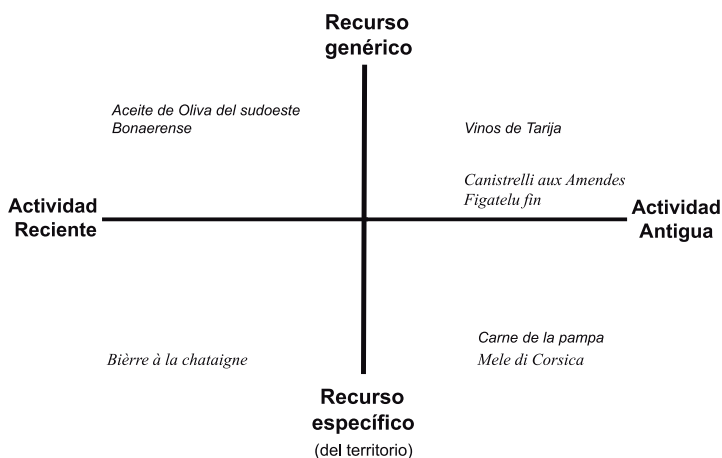 Recurso
genérico
Aceite de Oliva del sudoeste
Bonaerense
Vinos de Tarija
Canistrelli aux Amendes
Figatelu fin
Actividad
Reciente
Actividad
Antigua
Carne de la pampa
Bièrre à la chataigne
Mele di Corsica
Recurso
específico
(del territorio)